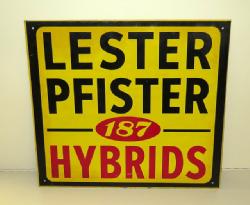 LESTER
PFISTER
187
HYBRIDS